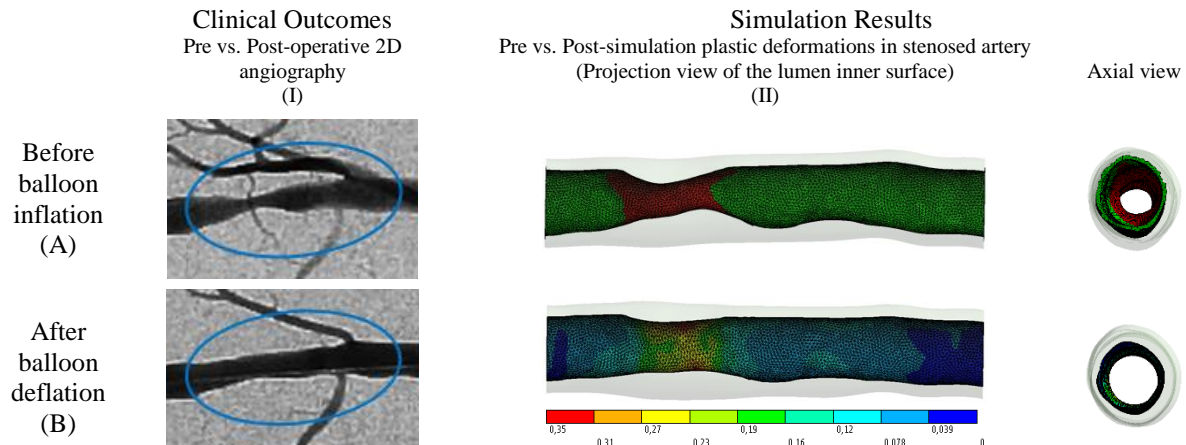 Clinical Outcomes
Pre vs. Post-operative 2D
angiography
(I)
Simulation Results
Pre vs. Post-simulation plastic deformations in stenosed artery
(Projection view of the lumen inner surface)
(II)
Axial view
Before
balloon
inflation
(A)
After
balloon
deflation
(B)
0,35 0,27 0,19 0,12 0,039
0,31 0,23 0,16 0,078 0